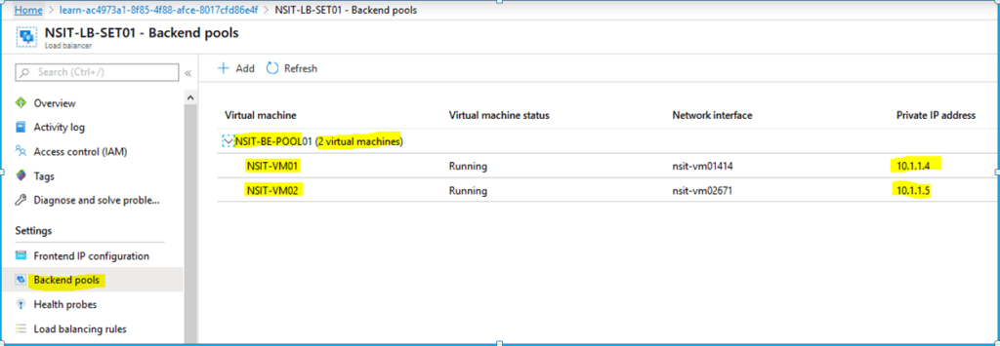 Home > learn-ac4973a1-8f85-4f88-afce-8017cfd86e4f > NSIT-LB-SET01 - Backend pools
NSIT-LB-SET01 - Backend pools
Load balancer
Search (Ctrl+/)
«
Overview
Activity log
Access control (IAM)
Tags
Diagnose and solve proble...
Settings
Frontend IP configuration
Backend pools
Health probes
Load balancing rules
+ Add Refresh
Virtual machine Virtual machine status Network interface Private IP address
NSIT-BE-POOL01 (2 virtual machines)
NSIT-VM01 Running nsit-vm01414 10.1.1.4
NSIT-VM02 Running nsit-vm02671 10.1.1.5